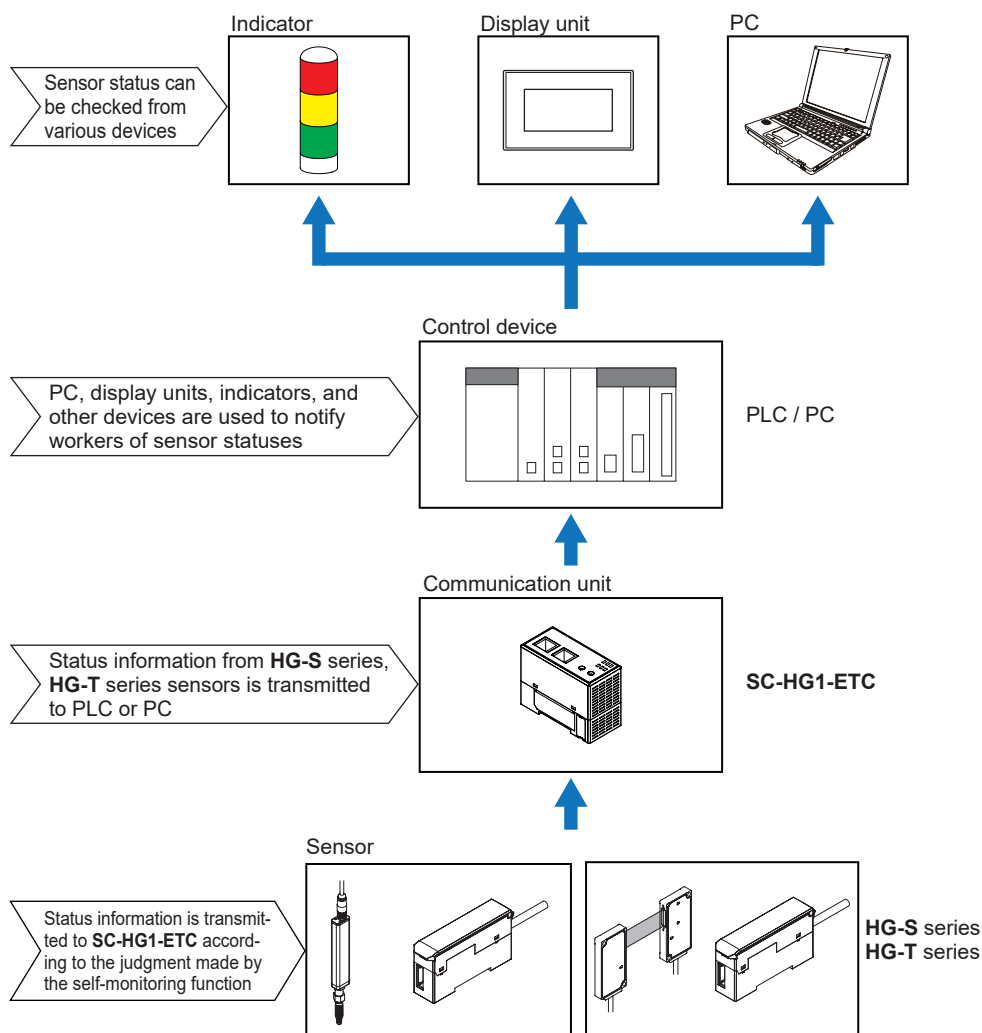 Indicator
Display unit
PC
Sensor status can
be checked from
various devices
Control device
PC, display units, indicators, and
other devices are used to notify
workers of sensor statuses
PLC / PC
Communication unit
Status information from HG-S series,
HG-T series sensors is transmitted
to PLC or PC
SC-HG1-ETC
Sensor
Status information is transmit-
ted to SC-HG1-ETC accord-
ing to the judgment made by
the self-monitoring function
HG-S series
HG-T series